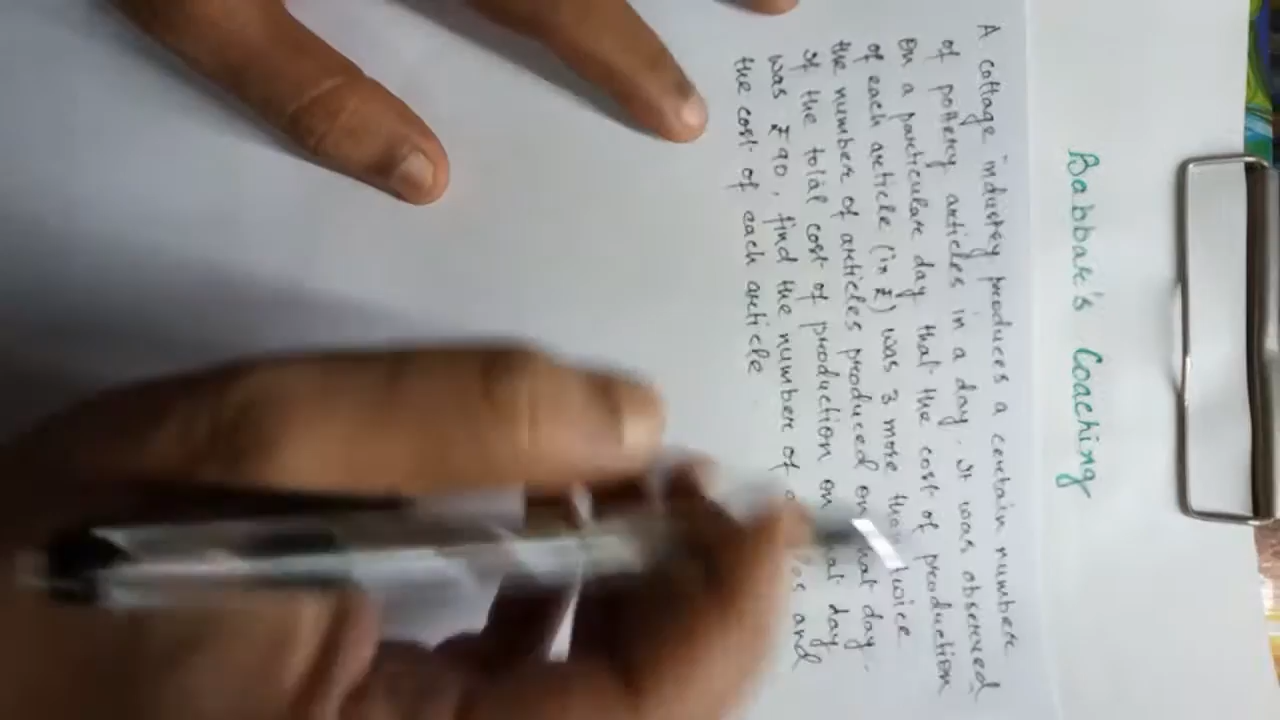 Babbar's Coaching
A cottage industry produces a certain number
of pottery articles in a day. It was observed
on a particular day that the cost of production
of each article (in ₹) was 3 more than twice
the number of articles produced on that day.
If the total cost of production on that day
was ₹90, find the number of and
the cost of each article